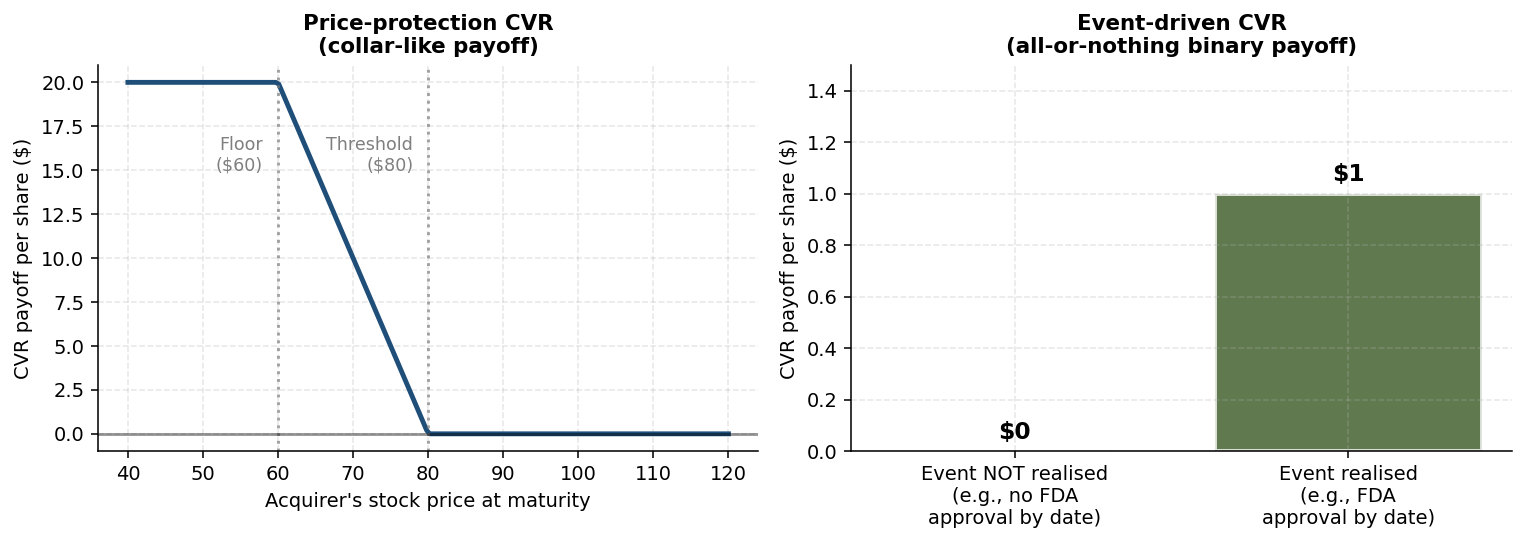 Price-protection CVR
(collar-like payoff)
CVR payoff per share ($)
20.0
17.5
15.0
12.5
10.0
7.5
5.0
2.5
0.0
Floor
($60)
Threshold
($80)
40 50 60 70 80 90 100 110 120
Acquirer's stock price at maturity
Event-driven CVR
(all-or-nothing binary payoff)
CVR payoff per share ($)
1.4
1.2
1.0
0.8
0.6
0.4
0.2
0.0
$0
$1
Event NOT realised
(e.g., no FDA
approval by date)
Event realised
(e.g., FDA
approval by date)